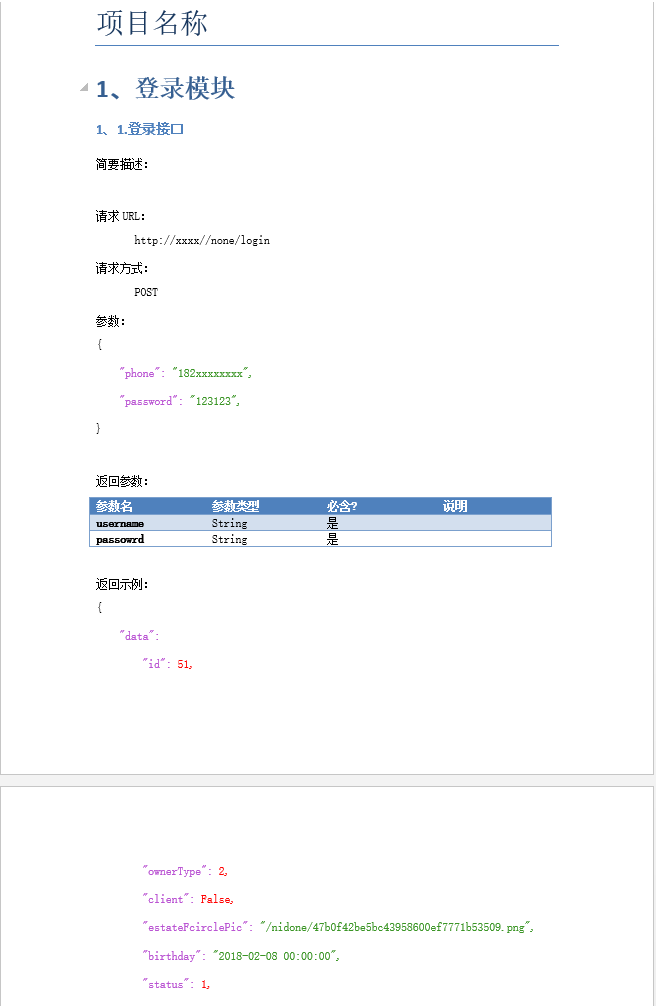 项目名称
1、登录模块
1、1.登录接口
简要描述:
请求 URL:
http://xxxx//none/login
请求方式:
POST
参数:
{
"phone": "182xxxxxxxx",
"password": "123123",
}
返回参数:
参数名 参数类型 必含? 说明
username String 是
passowrd String 是
返回示例:
{
"data":
"id": 51,
"ownerType": 2,
"client": False,
"estateFcirclePic": "/nidone/47b0f42be5bc43958600ef7771b53509.png",
"birthday": "2018-02-08 00:00:00",
"status": 1,